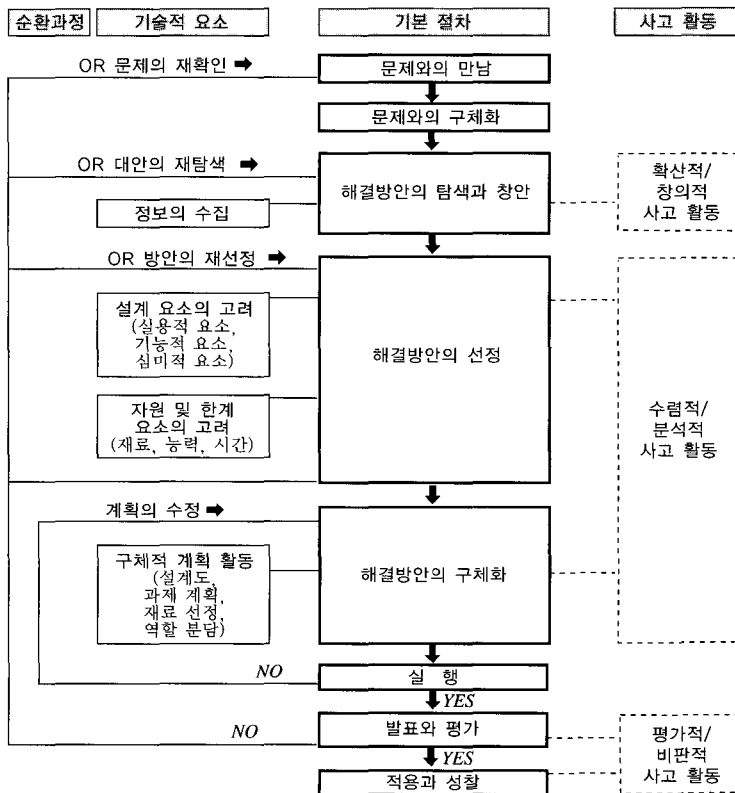 순환과정 기술적 요소 기본 절차 사고 활동
OR 문제의 재확인 ➡ 문제와의 만남
문제와의 구체화
OR 대안의 재탐색 ➡
해결방안의 탐색과 창안
확산적/
창의적
사고 활동
정보의 수집
OR 방안의 재선정 ➡
설계 요소의 고려
(실용적 요소,
기능적 요소,
심미적 요소)
해결방안의 선정
자원 및 한계
요소의 고려
(재료, 능력, 시간)
수렴적/
분석적
사고 활동
계획의 수정 ➡
구체적 계획 활동
(설계도,
과제 계획,
재료 선정,
역할 분담)
해결방안의 구체화
NO 실 행
YES
NO 발표와 평가
YES
평가적/
비판적
사고 활동
적용과 성찰